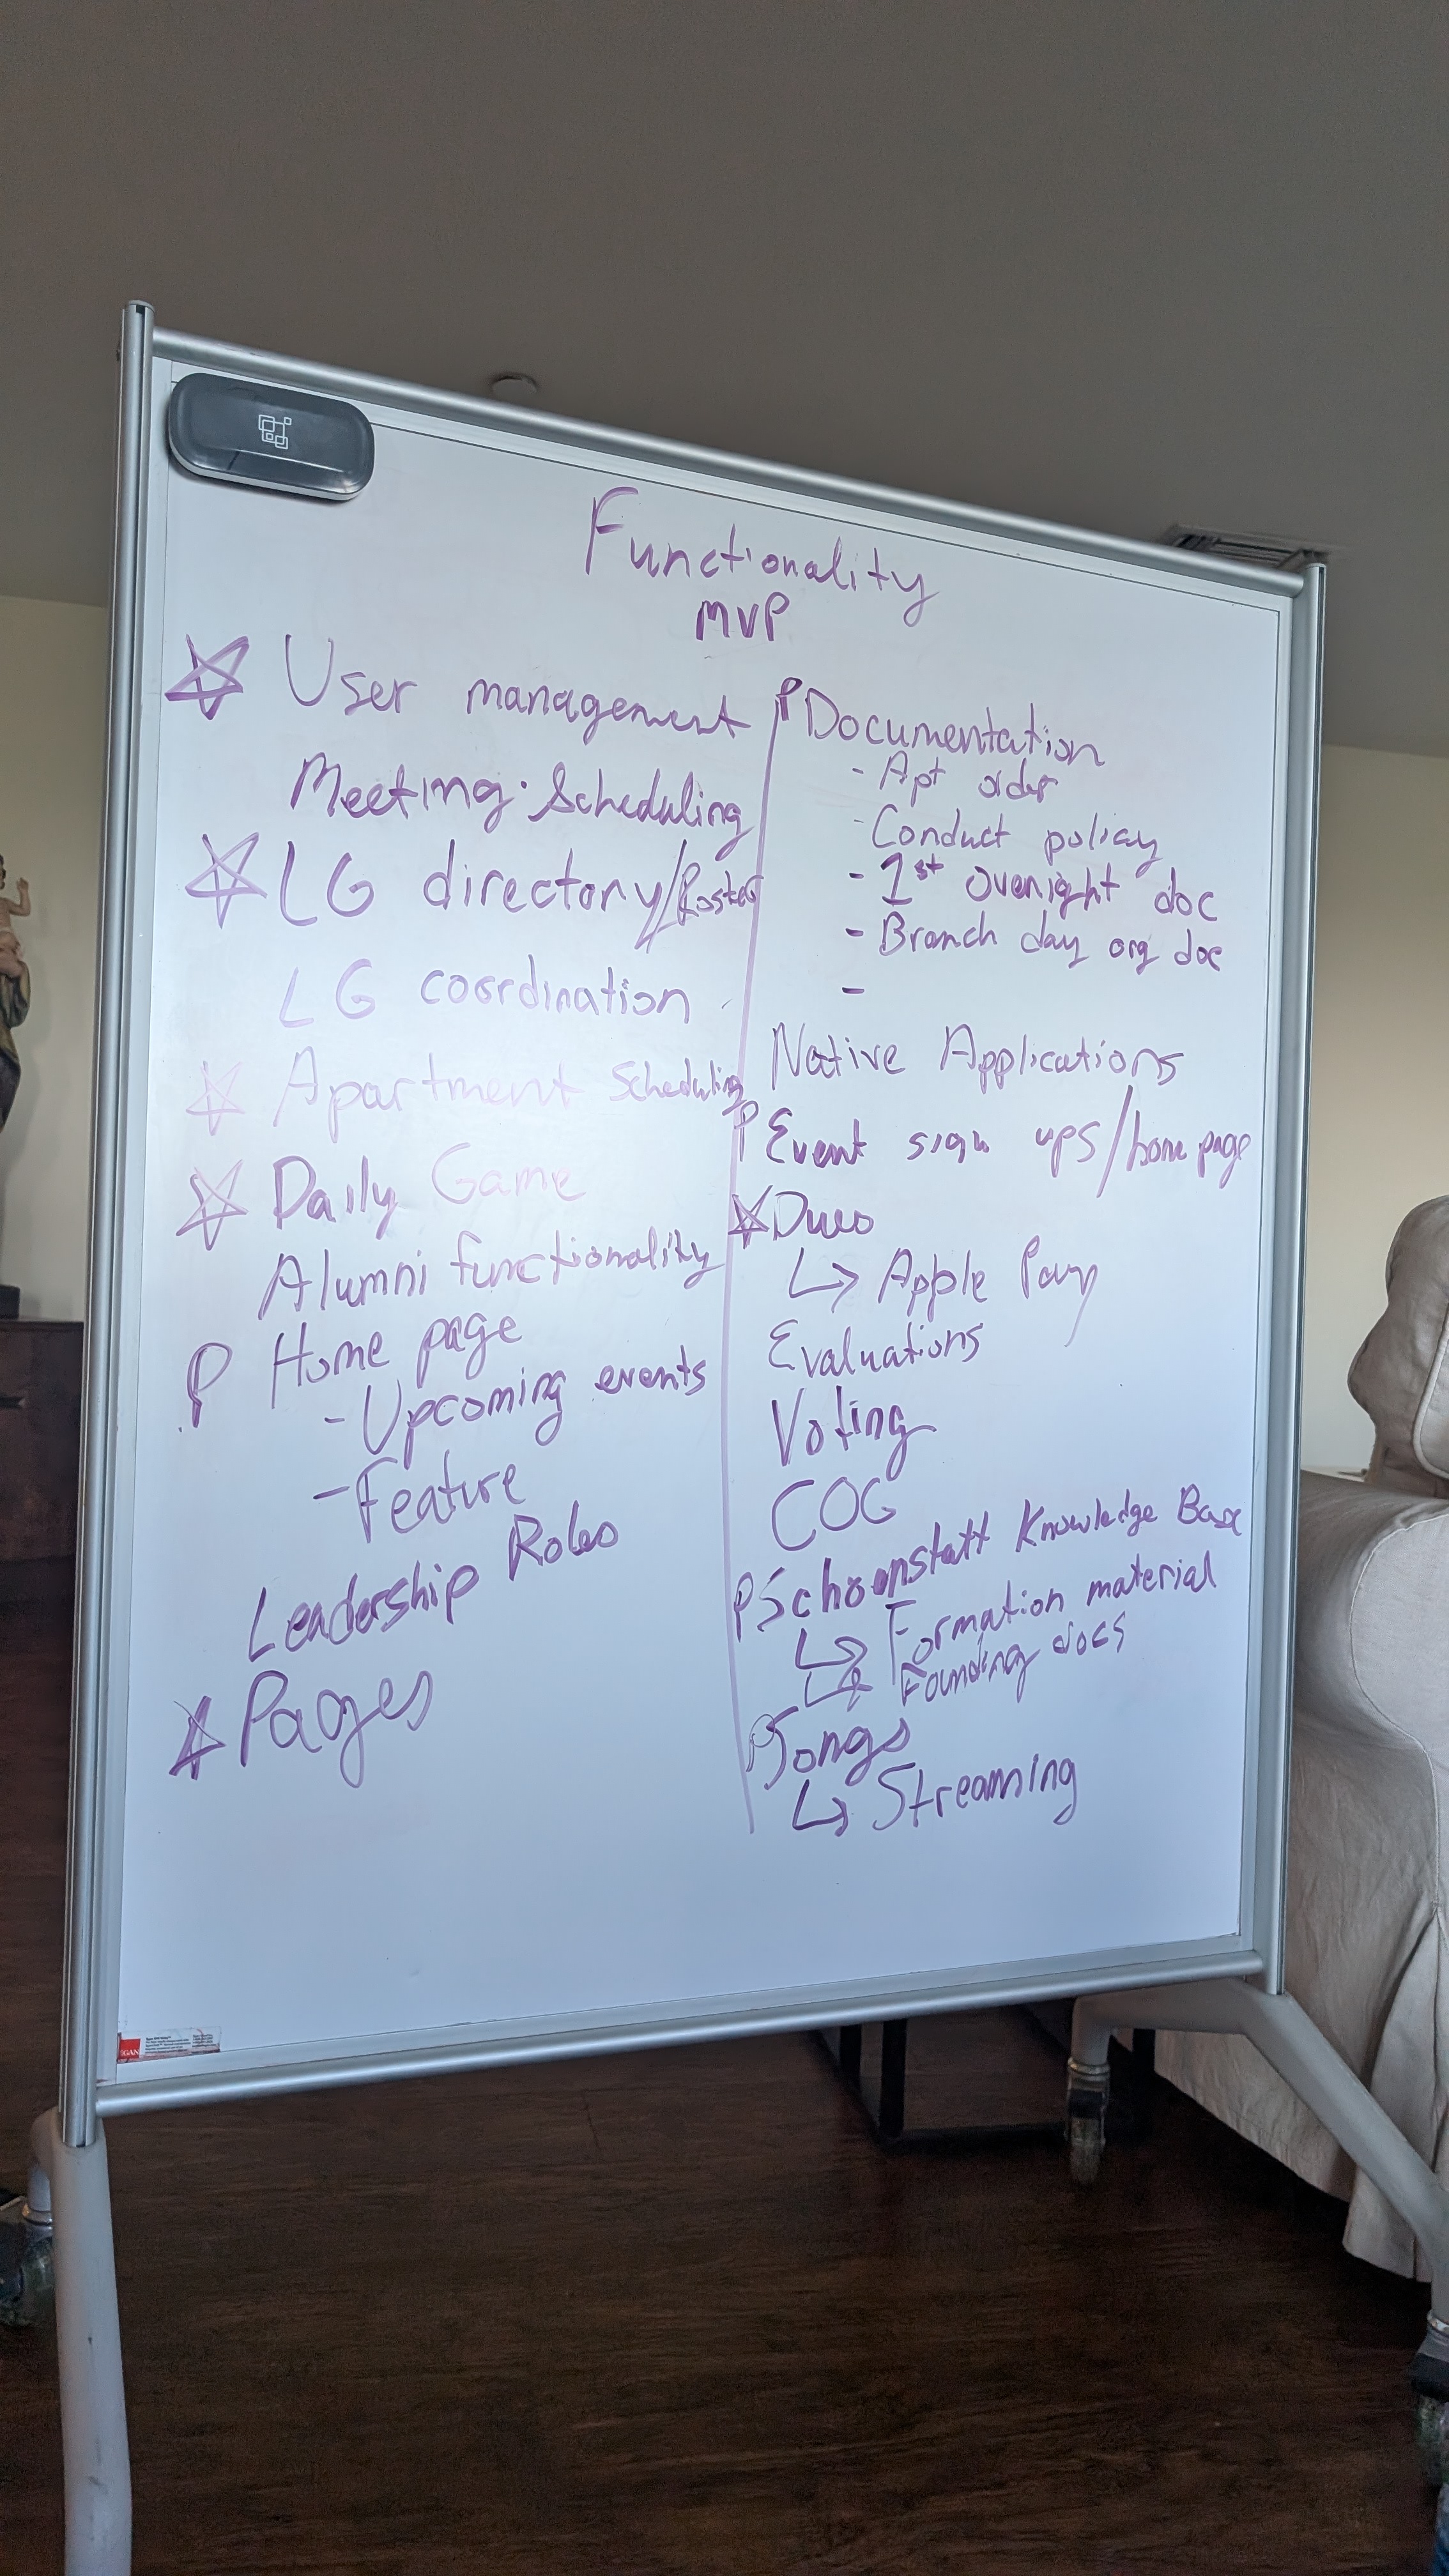 Functionality
MVP
☆ User management
Meeting Scheduling
☆ LG directory/Roster
LG coordination
☆ Apartment Scheduling
☆ Daily Game
Alumni functionality
P Home page
- Upcoming events
- Feature
Leadership Roles
☆ Pages
P Documentation
- Apt order
- Conduct policy
- 1st overnight doc
- Branch day org doc
-
Native Applications
P Event sign ups/home page
☆ Dues
↳ Apple Pay
Evaluations
Voting
COG
P Schoenstatt Knowledge Base
↳ Formation material
↳ Founding docs
P Songs
↳ Streaming
EGAN